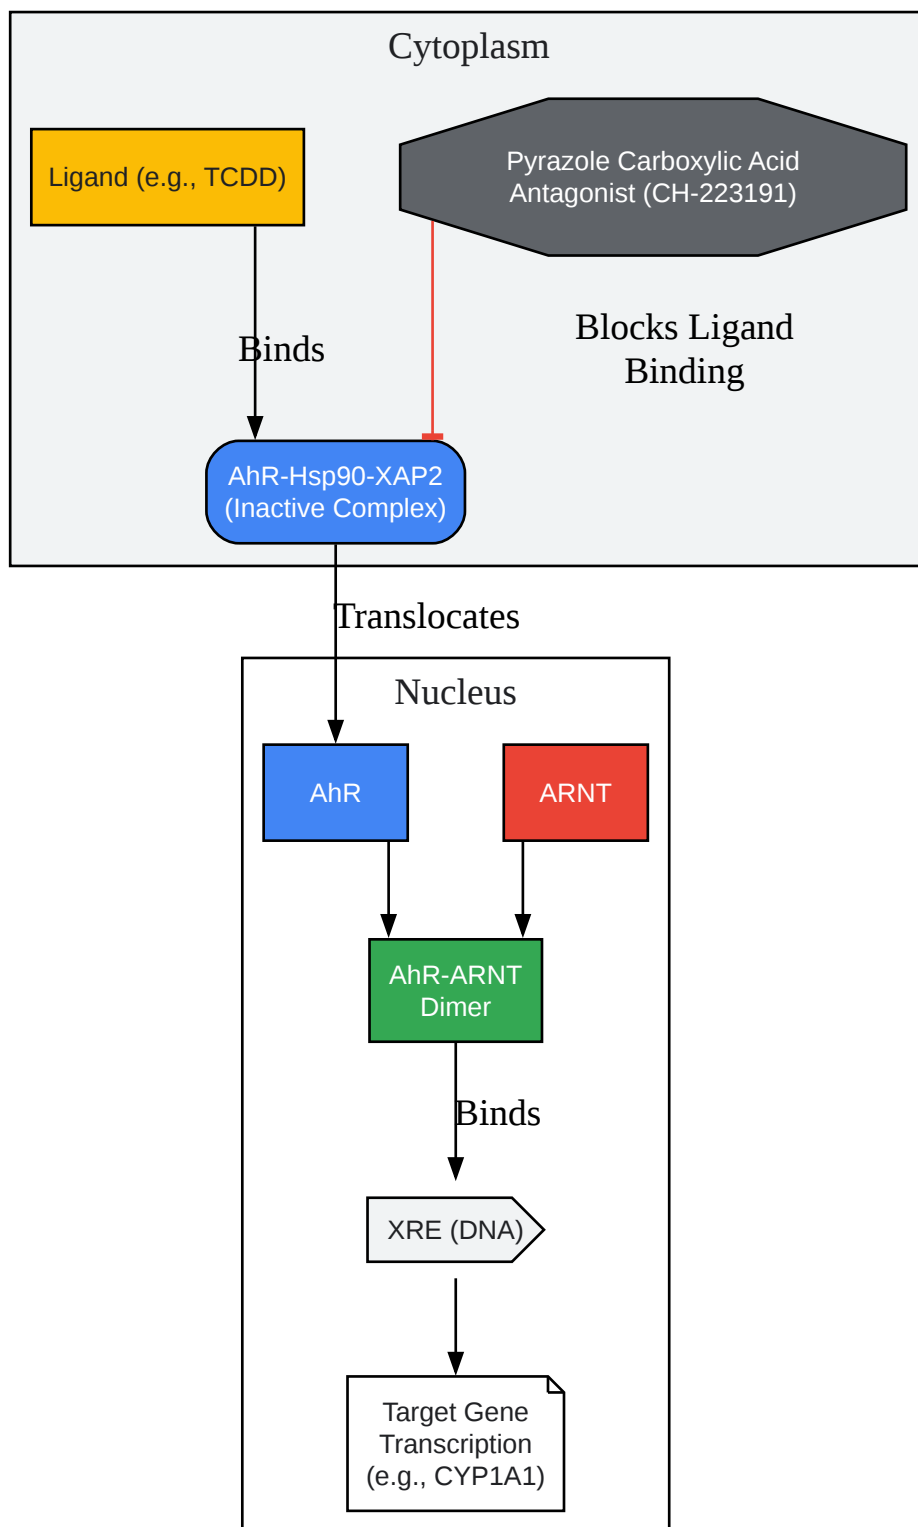 Cytoplasm
Ligand (e.g., TCDD)
Pyrazole Carboxylic Acid
Antagonist (CH-223191)
Binds
Blocks Ligand
Binding
AhR-Hsp90-XAP2
(Inactive Complex)
Translocates
Nucleus
AhR
ARNT
AhR-ARNT
Dimer
Binds
XRE (DNA)
Target Gene
Transcription
(e.g., CYP1A1)